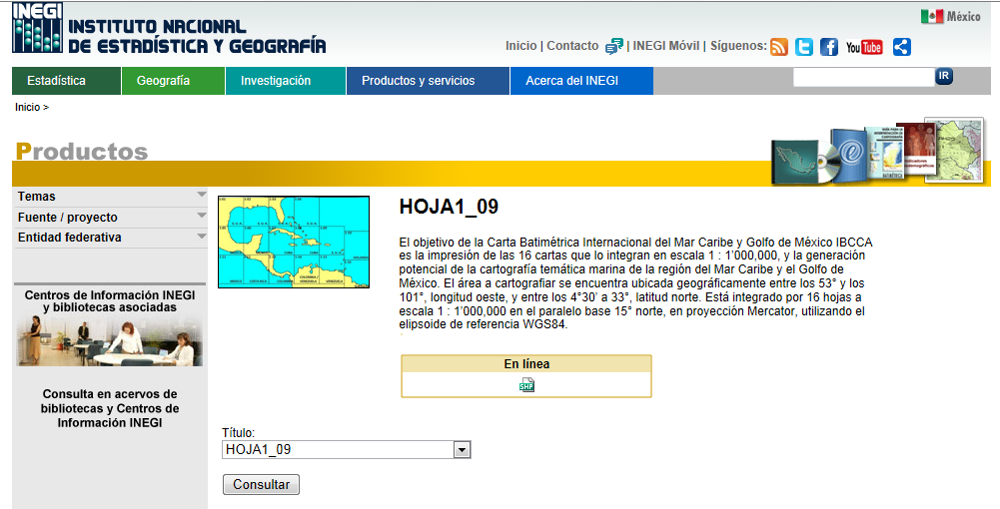 INEGI
INSTITUTO NACIONAL
DE ESTADÍSTICA Y GEOGRAFÍA
México
Inicio | Contacto | INEGI Móvil | Síguenos:
You Tube
Estadística Geografía Investigación Productos y servicios Acerca del INEGI
IR
Inicio >
Productos
Temas
Fuente / proyecto
Entidad federativa
Centros de Información INEGI
y bibliotecas asociadas
Consulta en acervos de
bibliotecas y Centros de
Información INEGI
HOJA1_09
El objetivo de la Carta Batimétrica Internacional del Mar Caribe y Golfo de México IBCCA
es la impresión de las 16 cartas que lo integran en escala 1 : 1'000,000, y la generación
potencial de la cartografía temática marina de la región del Mar Caribe y el Golfo de
México. El área a cartografiar se encuentra ubicada geográficamente entre los 53° y los
101°, longitud oeste, y entre los 4°30' a 33°, latitud norte. Está integrado por 16 hojas a
escala 1 : 1'000,000 en el paralelo base 15° norte, en proyección Mercator, utilizando el
elipsoide de referencia WGS84.
En línea
SHP
Título:
HOJA1_09
Consultar